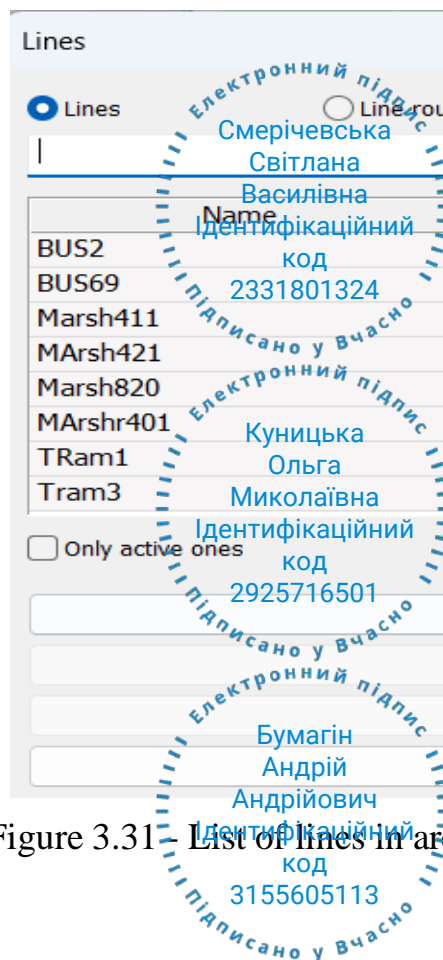 Lines
Lines
Line rou
Name
BUS2
BUS69
Marsh411
MArsh421
Marsh820
MArshr401
TRam1
Tram3
Only active ones
Figure 3.31 - List of lines in are
Електронний підпис
Смерічевська
Світлана
Василівна
Ідентифікаційний
код
2331801324
Підписано у Вчасно
Електронний підпис
Куницька
Ольга
Миколаївна
Ідентифікаційний
код
2925716501
Підписано у Вчасно
Електронний підпис
Бумагін
Андрій
Андрійович
Ідентифікаційний
код
3155605113
Підписано у Вчасно